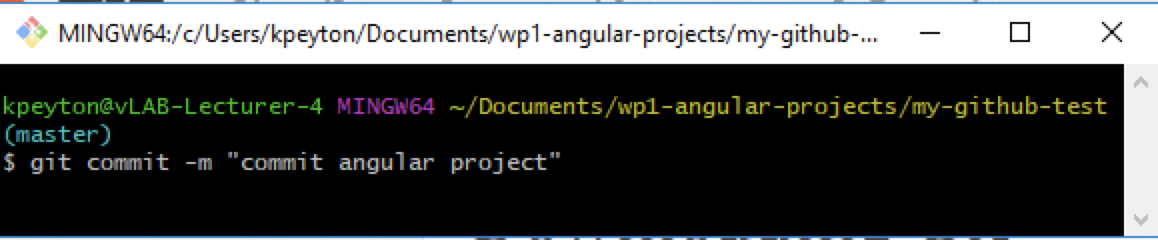 MINGW64:/c/Users/kpeyton/Documents/wp1-angular-projects/my-github-...
kpeyton@vLAB-Lecturer-4 MINGW64 ~/Documents/wp1-angular-projects/my-github-test
(master)
$ git commit -m "commit angular project"